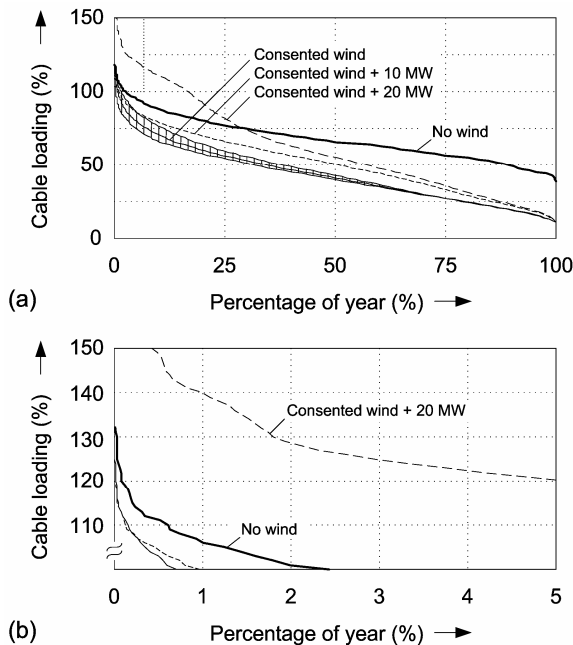 150
Consented wind
Consented wind + 10 MW
Consented wind + 20 MW
100
No wind
50
0
Cable loading (%)
0 25 50 75 100
(a) Percentage of year (%)
150
140
Consented wind + 20 MW
130
120
110
No wind
Cable loading (%)
0 1 2 3 4 5
(b) Percentage of year (%)